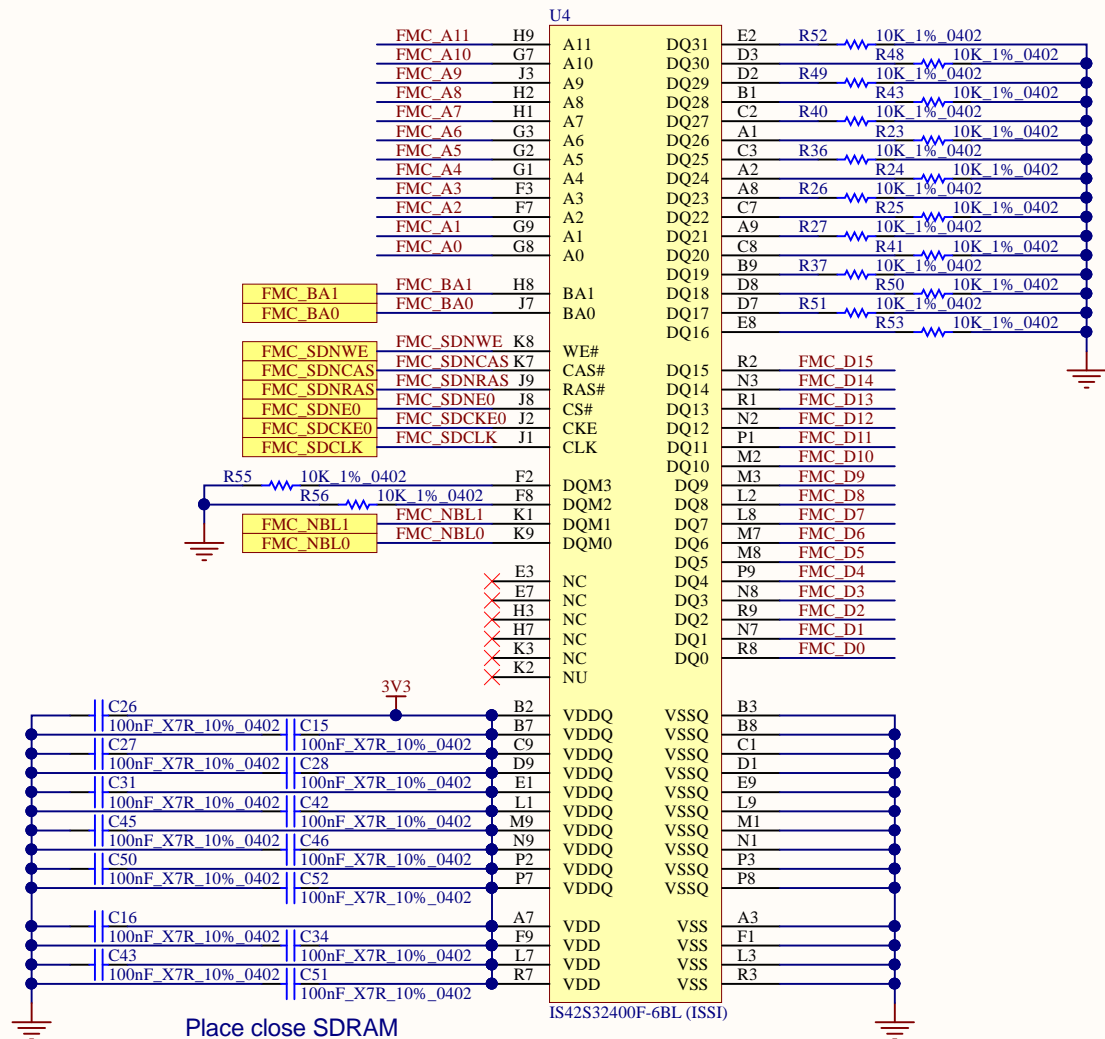 U4
FMC_A11 H9 A11 DQ31 E2 R52 10K_1%_0402
FMC_A10 G7 A10 DQ30 D3 R48 10K_1%_0402
FMC_A9 J3 A9 DQ29 D2 R49 10K_1%_0402
FMC_A8 H2 A8 DQ28 B1 R43 10K_1%_0402
FMC_A7 H1 A7 DQ27 C2 R40 10K_1%_0402
FMC_A6 G3 A6 DQ26 A1 R23 10K_1%_0402
FMC_A5 G2 A5 DQ25 C3 R36 10K_1%_0402
FMC_A4 G1 A4 DQ24 A2 R24 10K_1%_0402
FMC_A3 F3 A3 DQ23 A8 R26 10K_1%_0402
FMC_A2 F7 A2 DQ22 C7 R25 10K_1%_0402
FMC_A1 G9 A1 DQ21 A9 R27 10K_1%_0402
FMC_A0 G8 A0 DQ20 C8 R41 10K_1%_0402
DQ19 B9 R37 10K_1%_0402
FMC_BA1 FMC_BA1 H8 BA1 DQ18 D8 R50 10K_1%_0402
FMC_BA0 FMC_BA0 J7 BA0 DQ17 D7 R51 10K_1%_0402
DQ16 E8 R53 10K_1%_0402
FMC_SDNWE FMC_SDNWE K8 WE#
FMC_SDNCAS FMC_SDNCAS K7 CAS# DQ15 R2 FMC_D15
FMC_SDNRAS FMC_SDNRAS J9 RAS# DQ14 N3 FMC_D14
FMC_SDNE0 FMC_SDNE0 J8 CS# DQ13 R1 FMC_D13
FMC_SDCKE0 FMC_SDCKE0 J2 CKE DQ12 N2 FMC_D12
FMC_SDCLK FMC_SDCLK J1 CLK DQ11 P1 FMC_D11
DQ10 M2 FMC_D10
R55 10K_1%_0402 F2 DQM3 DQ9 M3 FMC_D9
R56 10K_1%_0402 F8 DQM2 DQ8 L2 FMC_D8
FMC_NBL1 FMC_NBL1 K1 DQM1 DQ7 L8 FMC_D7
FMC_NBL0 FMC_NBL0 K9 DQM0 DQ6 M7 FMC_D6
DQ5 M8 FMC_D5
E3 NC DQ4 P9 FMC_D4
E7 NC DQ3 N8 FMC_D3
H3 NC DQ2 R9 FMC_D2
H7 NC DQ1 N7 FMC_D1
K3 NC DQ0 R8 FMC_D0
K2 NU
3V3
C26 100nF_X7R_10%_0402 B2 VDDQ VSSQ B3
C15 100nF_X7R_10%_0402 B7 VDDQ VSSQ B8
C27 100nF_X7R_10%_0402 C9 VDDQ VSSQ C1
C28 100nF_X7R_10%_0402 D9 VDDQ VSSQ D1
C31 100nF_X7R_10%_0402 E1 VDDQ VSSQ E9
C42 100nF_X7R_10%_0402 L1 VDDQ VSSQ L9
C45 100nF_X7R_10%_0402 M9 VDDQ VSSQ M1
C46 100nF_X7R_10%_0402 N9 VDDQ VSSQ N1
C50 100nF_X7R_10%_0402 P2 VDDQ VSSQ P3
C52 100nF_X7R_10%_0402 P7 VDDQ VSSQ P8
C16 100nF_X7R_10%_0402 A7 VDD VSS A3
C34 100nF_X7R_10%_0402 F9 VDD VSS F1
C43 100nF_X7R_10%_0402 L7 VDD VSS L3
C51 100nF_X7R_10%_0402 R7 VDD VSS R3
IS42S32400F-6BL (ISSI)
Place close SDRAM